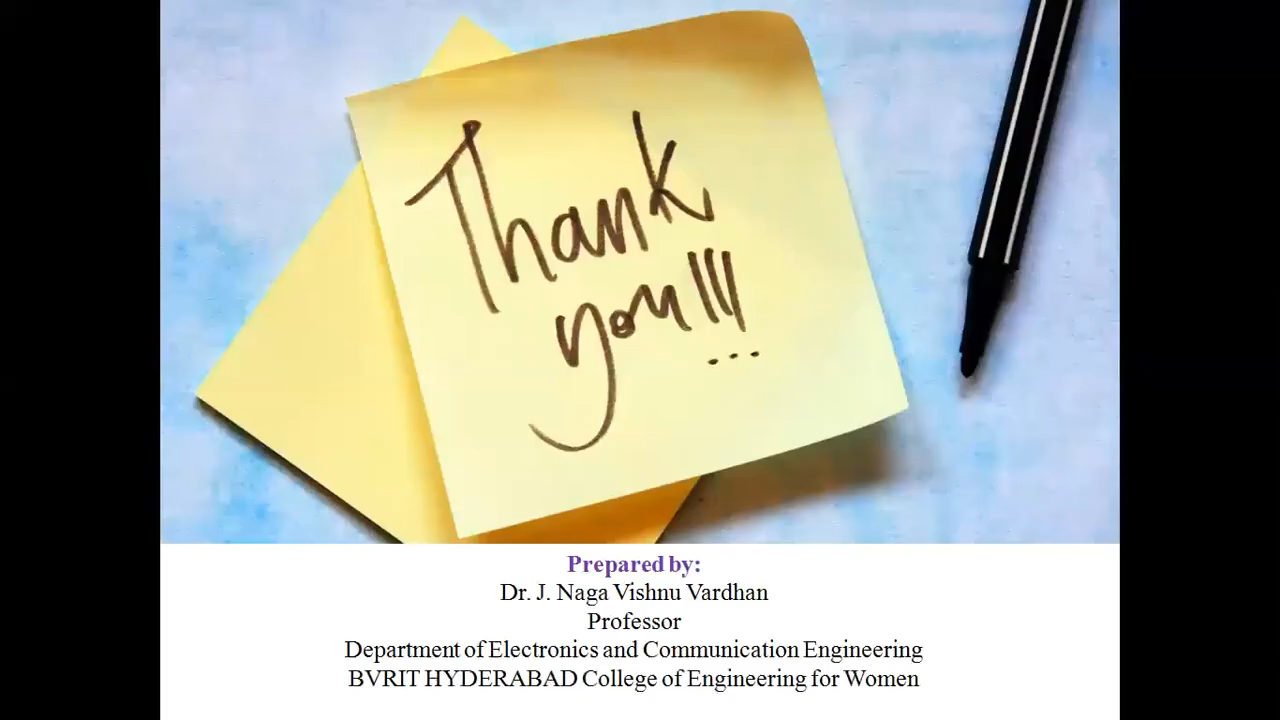 Thank
you!!!
Prepared by:
Dr. J. Naga Vishnu Vardhan
Professor
Department of Electronics and Communication Engineering
BVRIT HYDERABAD College of Engineering for Women